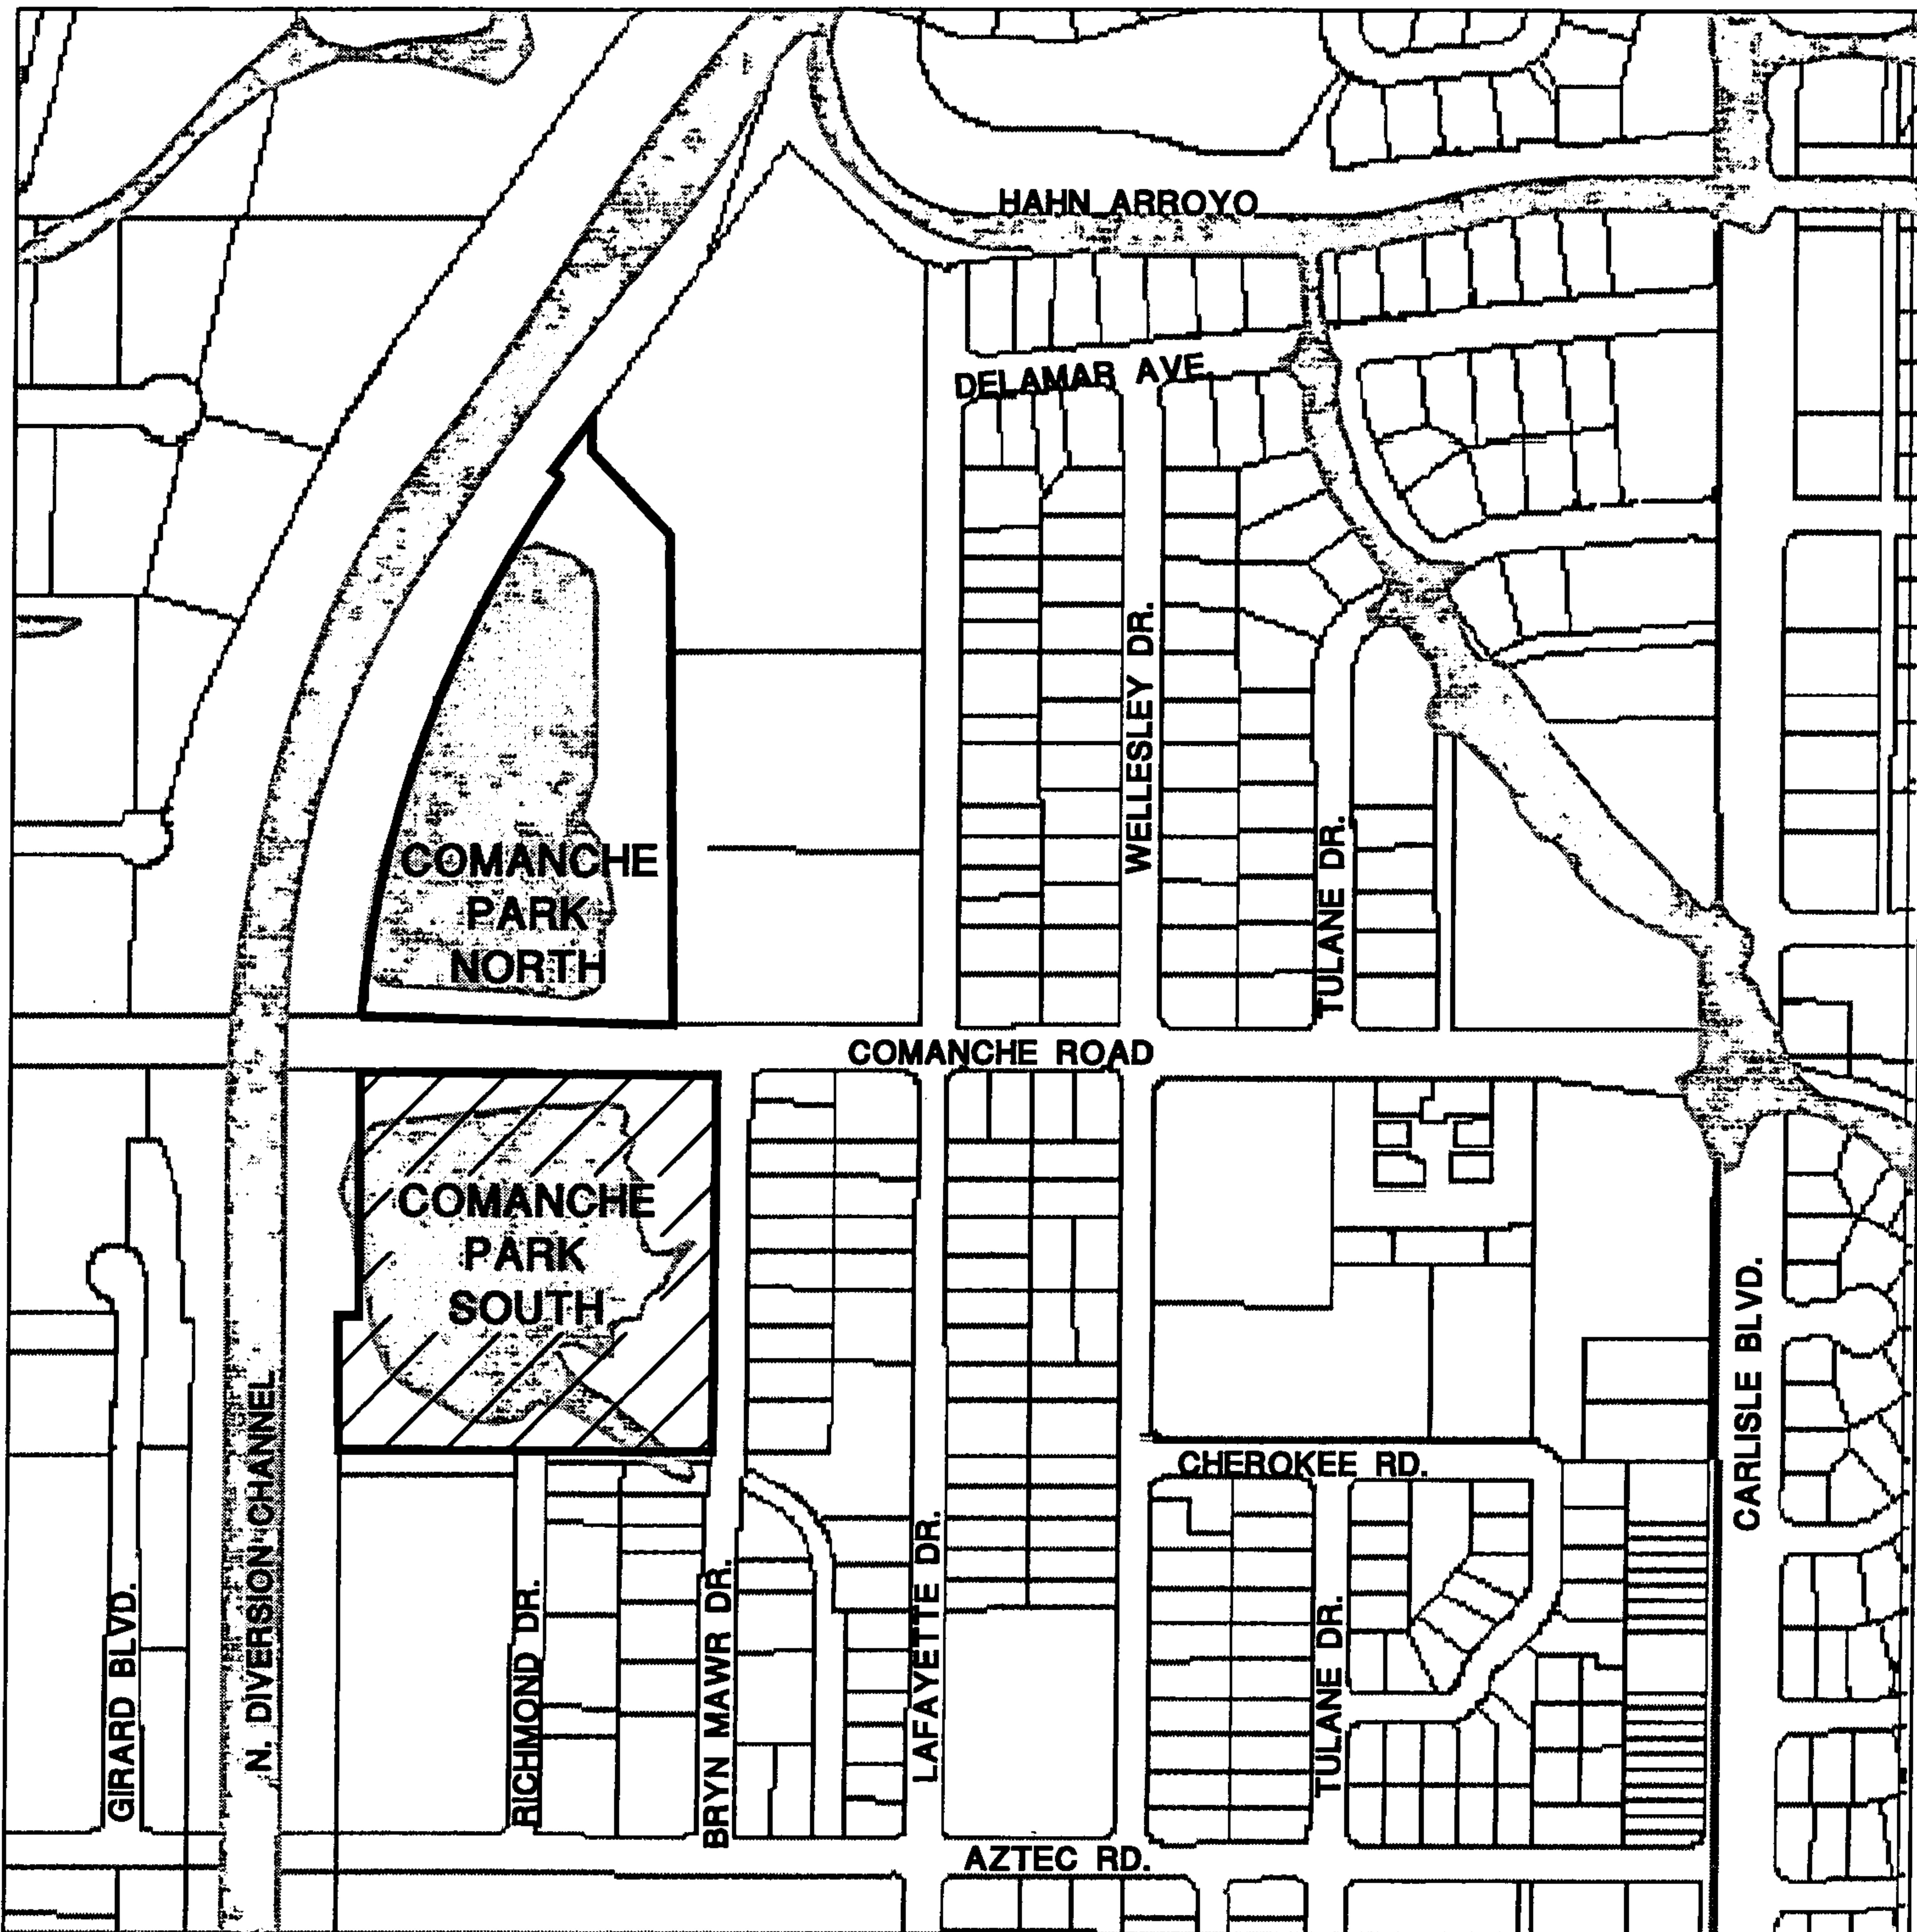 HAHN ARROYO
DELAMAR AVE.
WELLESLEY DR.
TULANE DR.
COMANCHE
PARK
NORTH
COMANCHE ROAD
COMANCHE
PARK
SOUTH
CARLISLE BLVD.
CHEROKEE RD.
GIRARD BLVD.
N. DIVERSION CHANNEL
RICHMOND DR.
BRYN MAWR DR.
LAFAYETTE DR.
TULANE DR.
AZTEC RD.